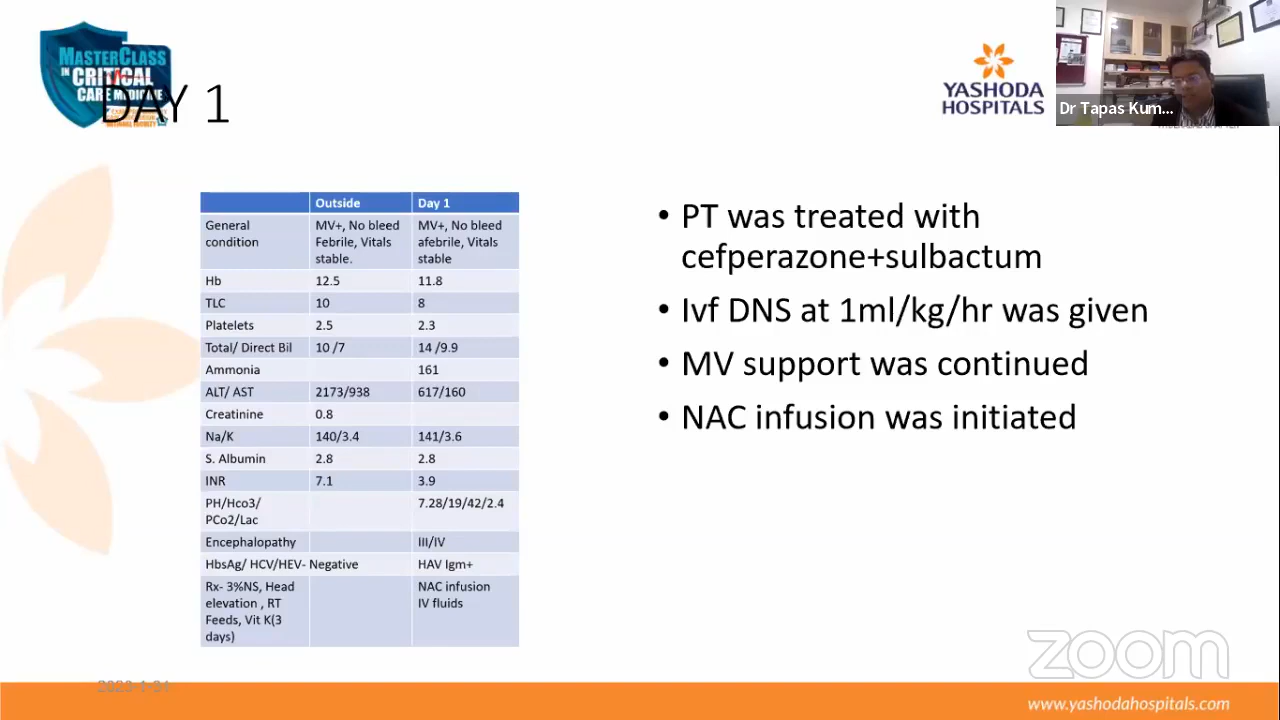 MASTERCLASS
IN CRITICAL
CARE MEDICINE
DAY 1
YASHODA
HOSPITALS
Dr Tapas Kum...
Outside Day 1
General condition MV+, No bleed Febrile, Vitals stable. MV+, No bleed afebrile, Vitals stable
Hb 12.5 11.8
TLC 10 8
Platelets 2.5 2.3
Total/ Direct Bil 10 /7 14 /9.9
Ammonia 161
ALT/ AST 2173/938 617/160
Creatinine 0.8
Na/K 140/3.4 141/3.6
S. Albumin 2.8 2.8
INR 7.1 3.9
PH/Hco3/ PCo2/Lac 7.28/19/42/2.4
Encephalopathy III/IV
HbsAg/ HCV/HEV- Negative HAV Igm+
Rx- 3%NS, Head elevation , RT Feeds, Vit K(3 days) NAC infusion IV fluids
• PT was treated with
cefperazone+sulbactum
• Ivf DNS at 1ml/kg/hr was given
• MV support was continued
• NAC infusion was initiated
zoom
www.yashodahospitals.com